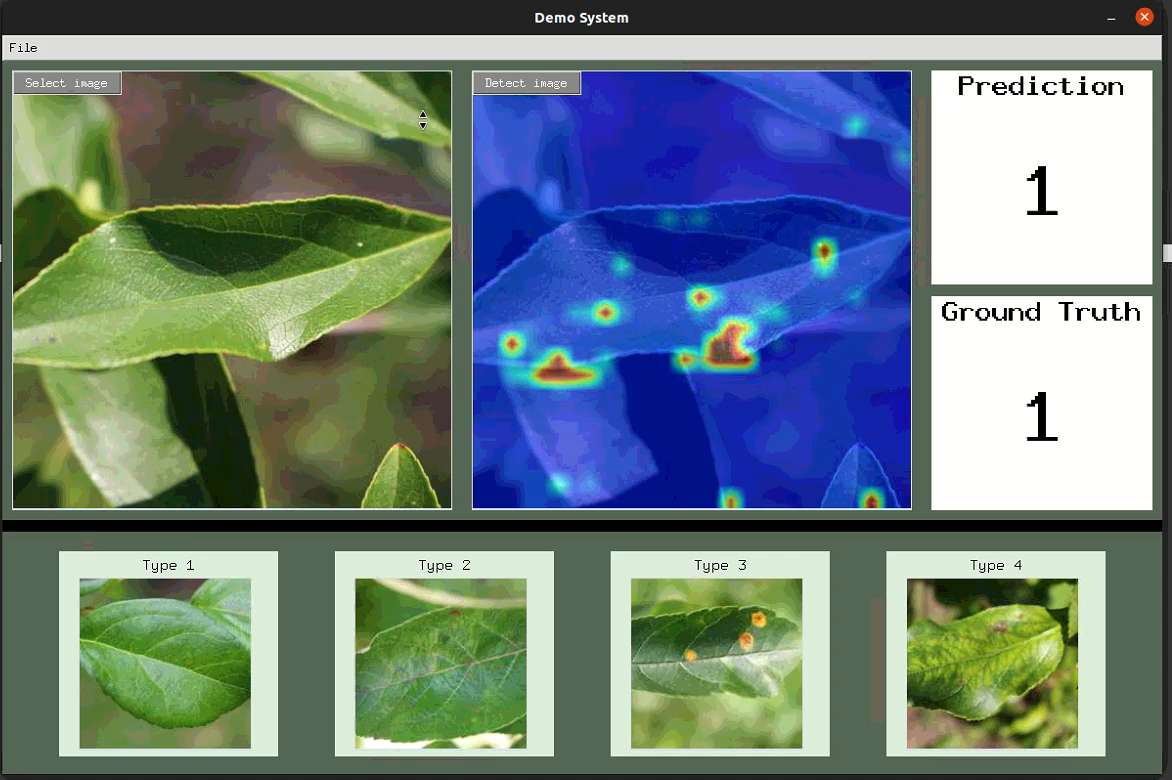 Demo System
File
Select image
Detect image
Prediction
1
Ground Truth
1
Type 1
Type 2
Type 3
Type 4